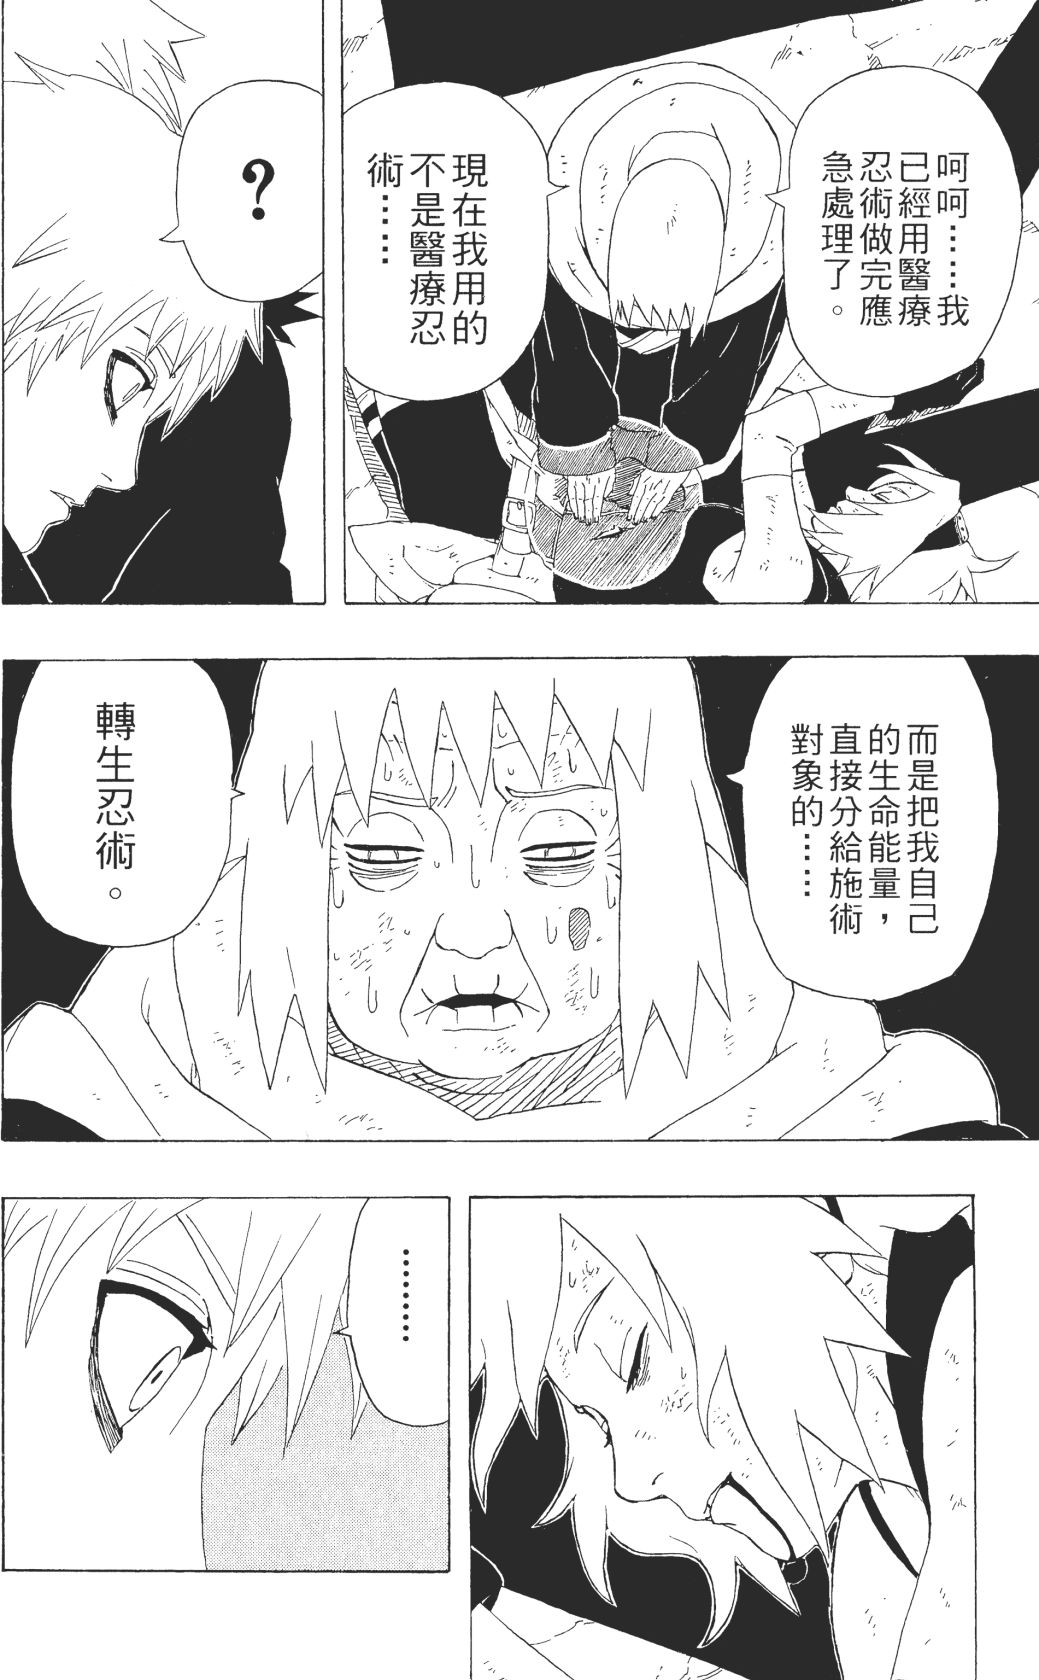 呵呵……我
已經用醫療
忍術做完應
急處理了。
現在我用的
不是醫療忍
術……
？
而是把我自己
的生命能量，
直接分給施術
對象的……
轉生忍術。
………